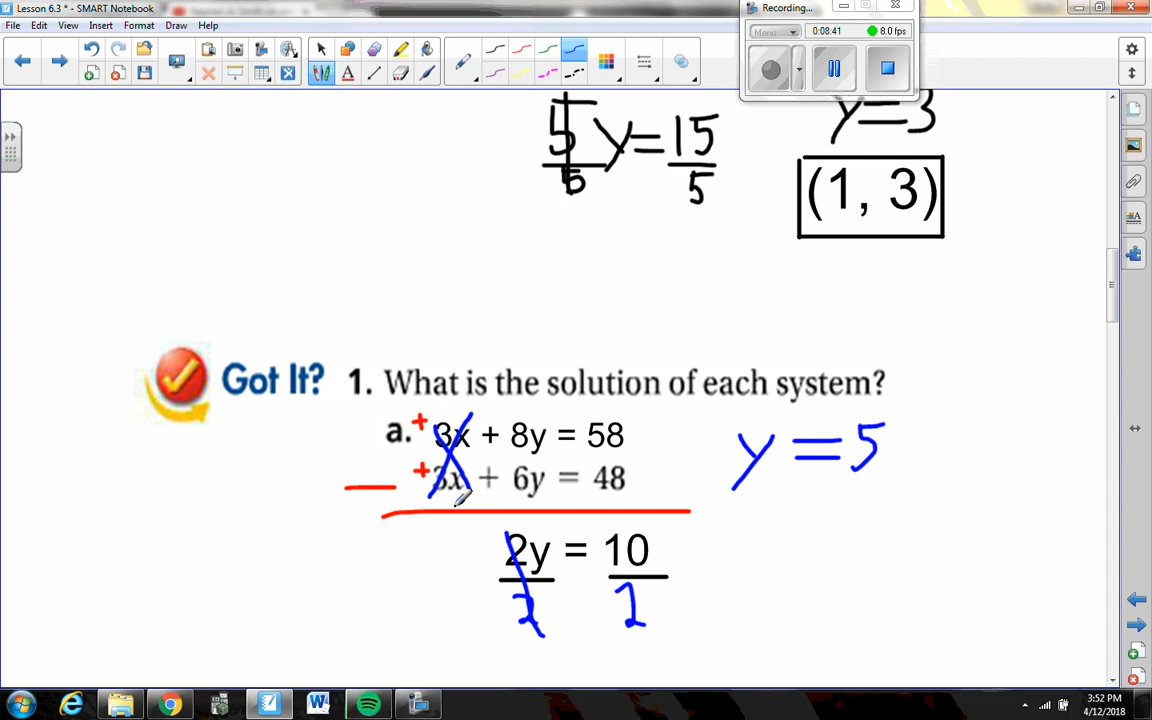 Lesson 6.3 * - SMART Notebook
Recording...
File Edit View Insert Format Draw Help
Menu 0:08:41 8.0 fps
5y=15
5 5
y=3
(1, 3)
Got It? 1. What is the solution of each system?
a. +3x + 8y = 58
+3x + 6y = 48
y = 5
2y = 10
2 2
3:52 PM
4/12/2018